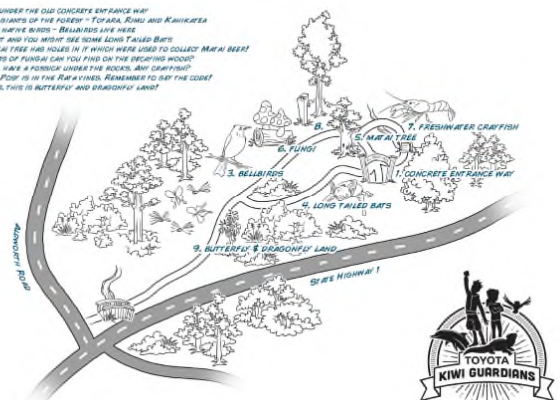 UNDER THE OLD CONCRETE ENTRANCE WAY
GIANTS OF THE FOREST - TOTARA, RIMU AND KAHIKATEA
NATIVE BIRDS - BELLBIRDS LIVE HERE
T AND YOU MIGHT SEE SOME LONG TAILED BATS
AI TREE HAS HOLES IN IT WHICH WERE USED TO COLLECT MATAI BEER!
S OF FUNGAI CAN YOU FIND ON THE DECAYING WOOD?
HAVE A FOSSICK UNDER THE ROCKS. ANY CRAYFISH?
POST IS IN THE RATA VINES. REMEMBER TO GET THE CODE!
S, THIS IS BUTTERFLY AND DRAGONFLY LAND!
8.
7. FRESHWATER CRAYFISH
5. MATAI TREE
6. FUNGI
3. BELLBIRDS
1. CONCRETE ENTRANCE WAY
4. LONG TAILED BATS
9. BUTTERFLY & DRAGONFLY LAND
ROAD
STATE HIGHWAY 1
TOYOTA
KIWI GUARDIANS